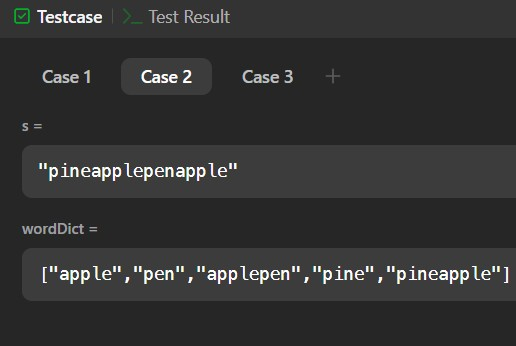 Testcase Test Result
Case 1 Case 2 Case 3
s =
"pineapplepenapple"
wordDict =
["apple","pen","applepen","pine","pineapple"]